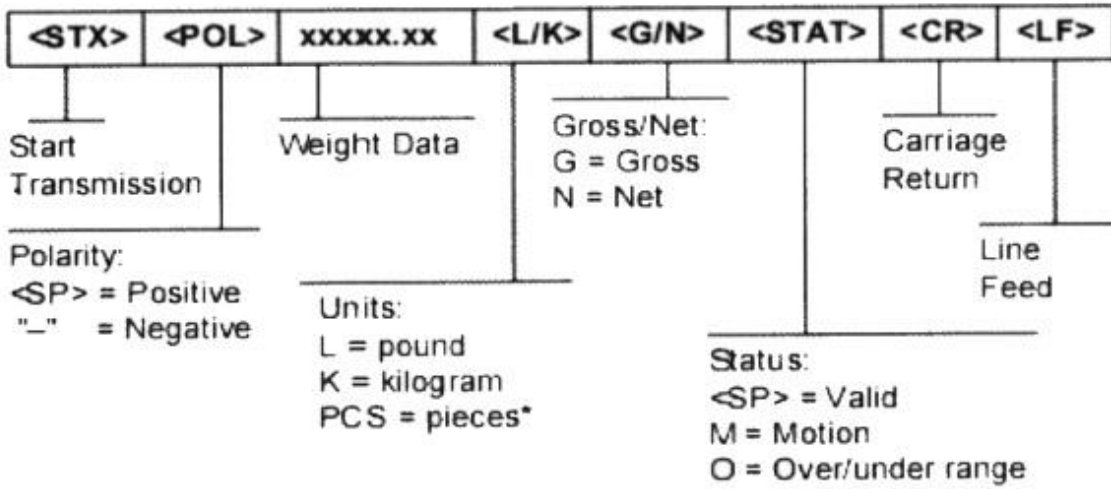 <STX> <POL> xxxxx.xx <L/K> <G/N> <STAT> <CR> <LF>
Start
Transmission
Weight Data
Gross/Net:
G = Gross
N = Net
Carriage
Return
Polarity:
<SP> = Positive
"–" = Negative
Line
Feed
Units:
L = pound
K = kilogram
PCS = pieces*
Status:
<SP> = Valid
M = Motion
O = Over/under range